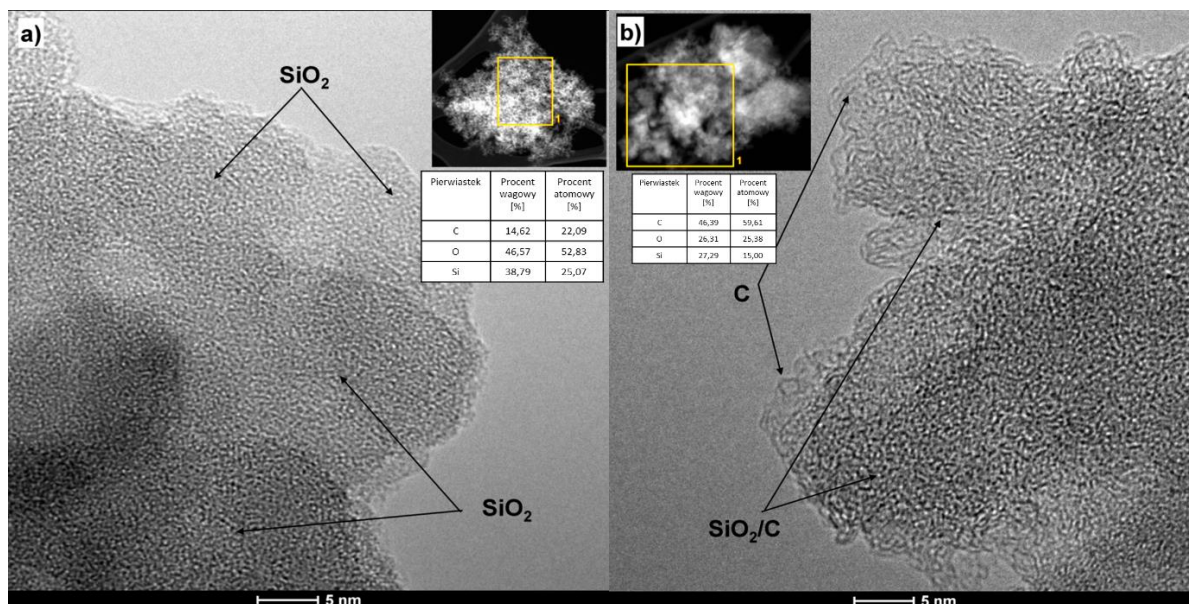 a)
SiO₂
1
Pierwiastek Procent wagowy [%] Procent atomowy [%]
C 14,62 22,09
O 46,57 52,83
Si 38,79 25,07
SiO₂
5 nm
b)
1
Pierwiastek Procent wagowy [%] Procent atomowy [%]
C 46,39 59,61
O 26,31 25,38
Si 27,29 15,00
C
SiO₂/C
5 nm